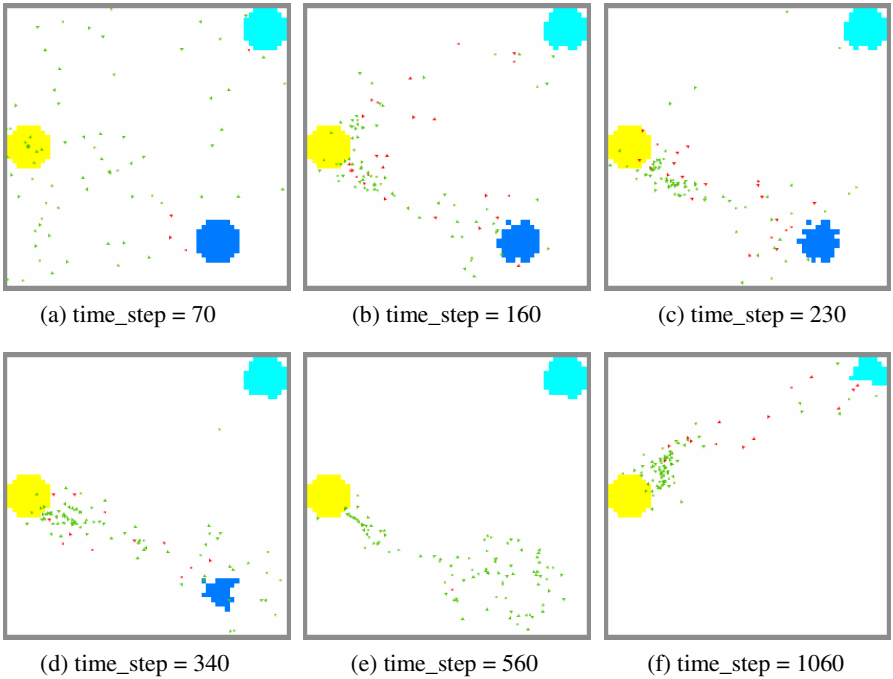 (a) time_step = 70
(b) time_step = 160
(c) time_step = 230
(d) time_step = 340
(e) time_step = 560
(f) time_step = 1060